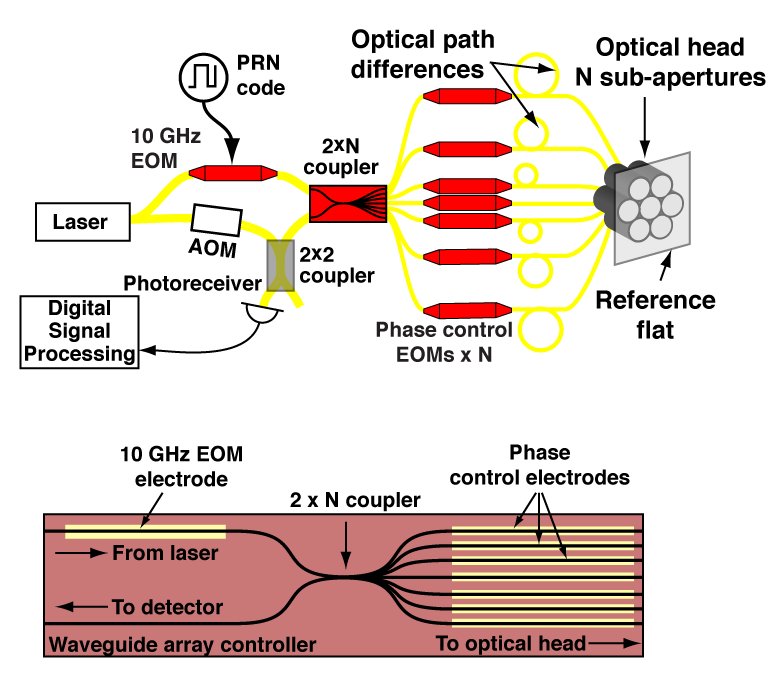 PRN
code
Optical path
differences
Optical head
N sub-apertures
10 GHz
EOM
2xN
coupler
Laser
AOM
2x2
coupler
Photoreceiver
Digital
Signal
Processing
Phase control
EOMs x N
Reference
flat
10 GHz EOM
electrode
2 x N coupler
Phase
control electrodes
From laser
To detector
Waveguide array controller
To optical head